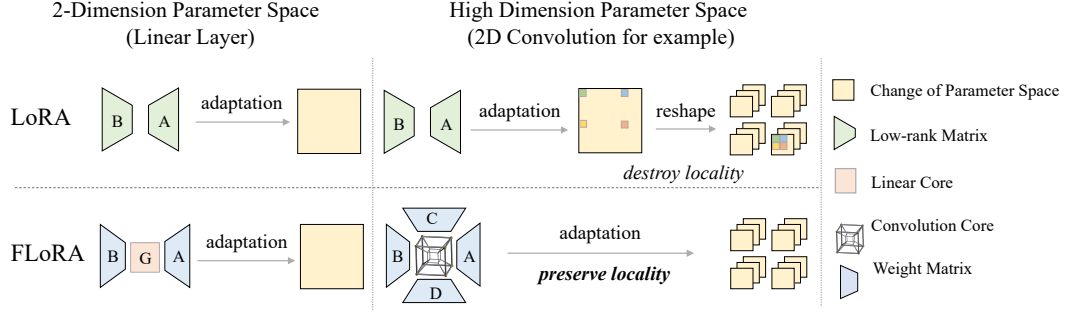 2-Dimension Parameter Space
(Linear Layer)
High Dimension Parameter Space
(2D Convolution for example)
LoRA
B
A
adaptation
B
A
adaptation
reshape
destroy locality
FLoRA
B
G
A
adaptation
C
B
A
D
adaptation
preserve locality
Change of Parameter Space
Low-rank Matrix
Linear Core
Convolution Core
Weight Matrix